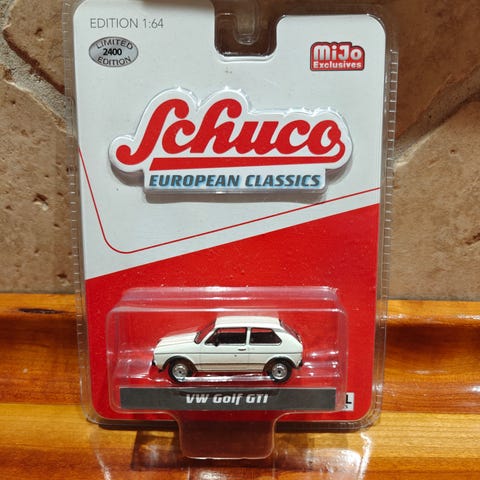 EDITION 1:64
LIMITED
2400
EDITION
MiJo
Exclusives
Schuco
EUROPEAN CLASSICS
VW Golf GTI